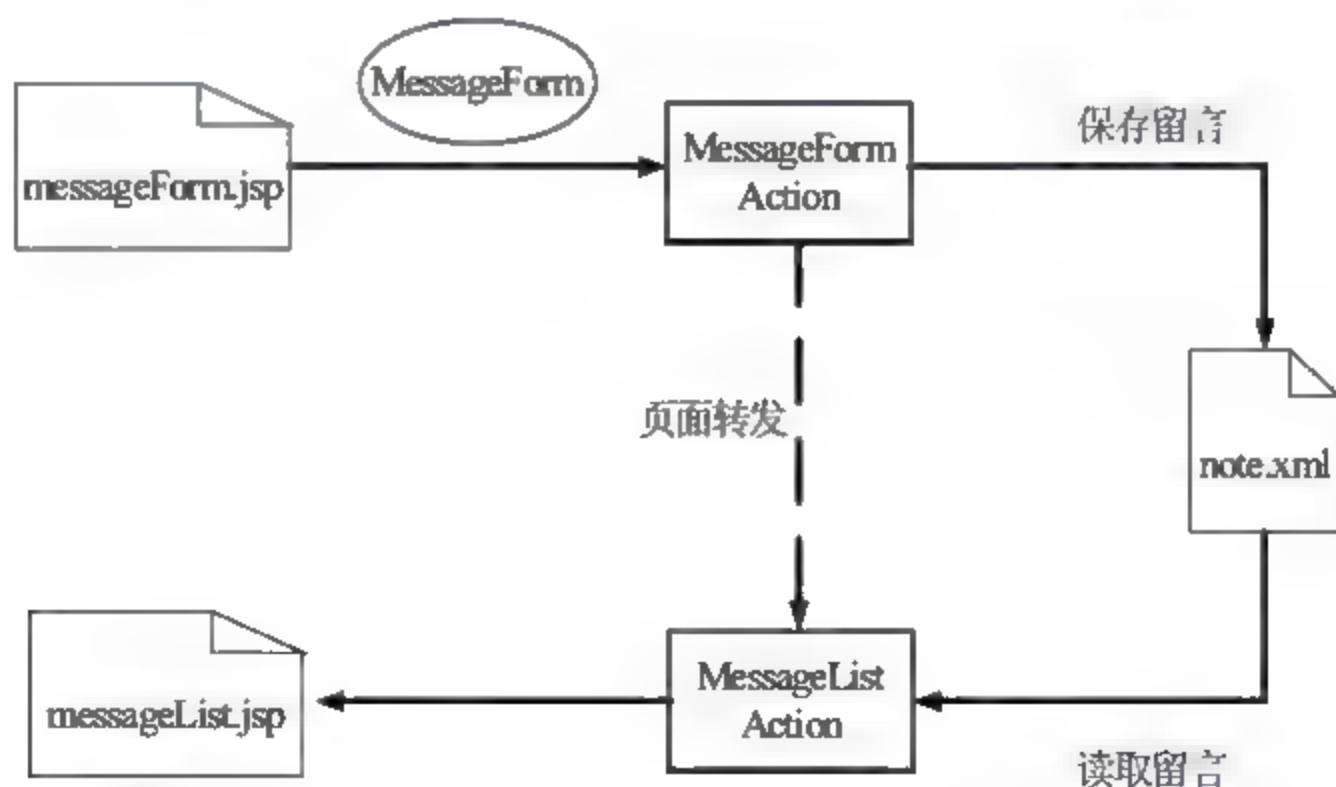 MessageForm
messageForm.jsp
MessageForm
Action
保存留言
页面转发
note.xml
messageList.jsp
MessageList
Action
读取留言